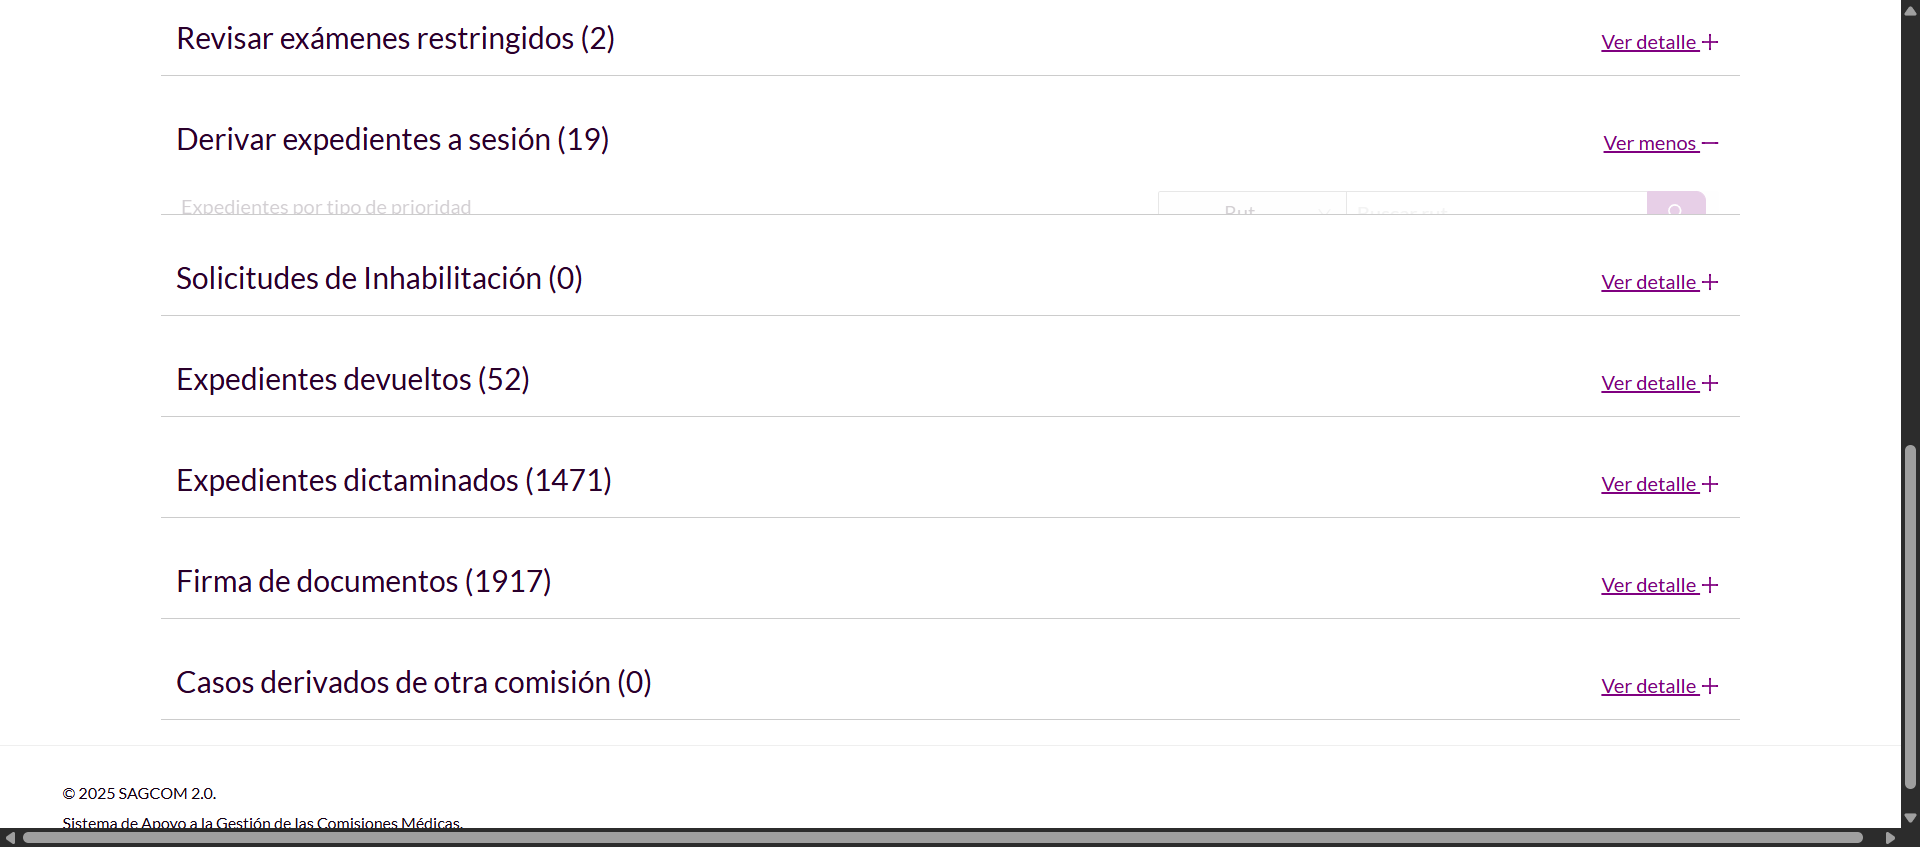 Revisar exámenes restringidos (2)
Ver detalle
Derivar expedientes a sesión (19)
Ver menos
Expedientes por tipo de prioridad
Rut
Buscar rut
Solicitudes de Inhabilitación (0)
Ver detalle
Expedientes devueltos (52)
Ver detalle
Expedientes dictaminados (1471)
Ver detalle
Firma de documentos (1917)
Ver detalle
Casos derivados de otra comisión (0)
Ver detalle
© 2025 SAGCOM 2.0.
Sistema de Apoyo a la Gestión de las Comisiones Médicas.